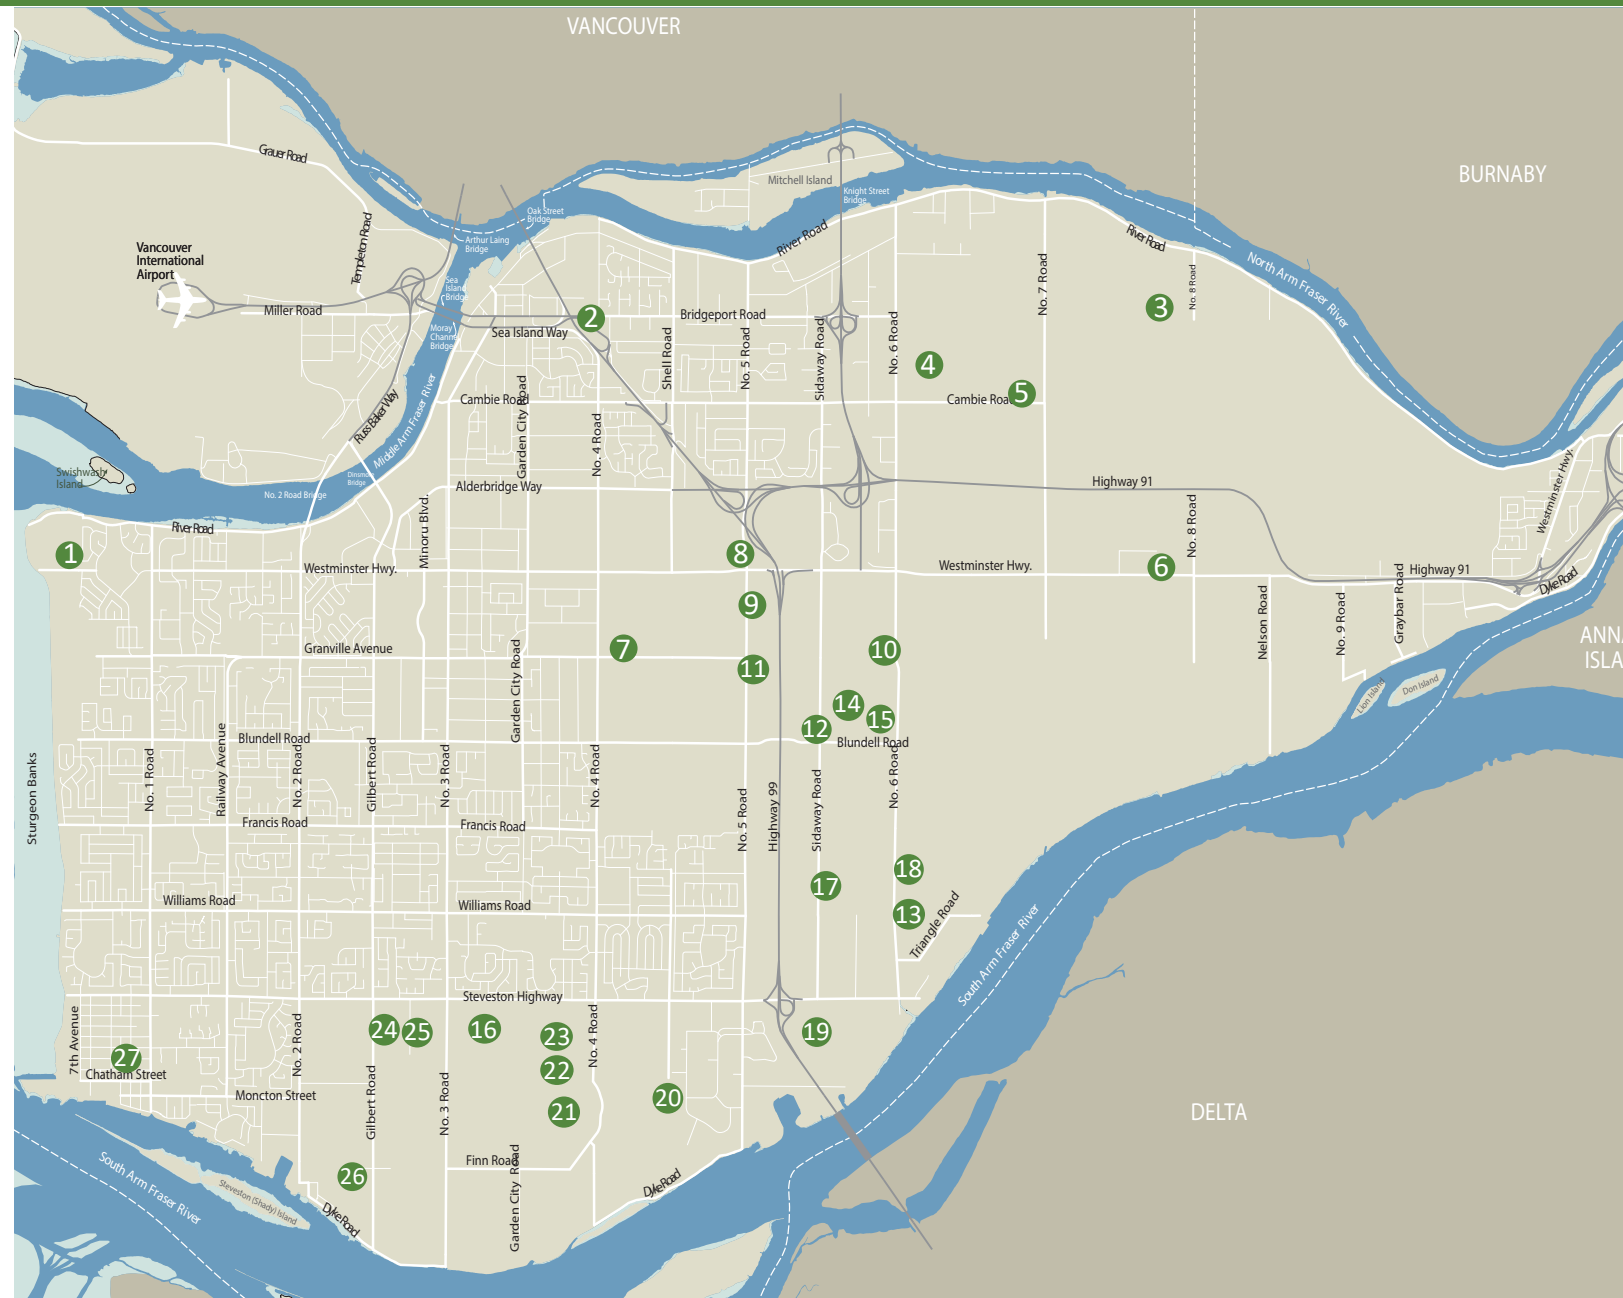 VANCOUVER
BURNABY
Grauer Road
Mitchell Island
Knight Street
Bridge
Oak Street
Bridge
River Road
River Road
Templeton Road
Arthur Laing
Bridge
Vancouver
International
Airport
North Arm Fraser River
No. 7 Road
No. 8 Road
Sea
Island
Bridge
3
Miller Road
2
Bridgeport Road
Moray
Channel
Bridge
Sea Island Way
Shell Road
No. 5 Road
Sidaway Road
No. 6 Road
4
5
Cambie Road
Cambie Road
Garden City Road
Russ Baker Way
Middle Arm Fraser River
No. 4 Road
Swishwash
Island
Dinsmore
Bridge
No. 2 Road Bridge
Alderbridge Way
Highway 91
Westminster Hwy.
River Road
Minoru Blvd.
No. 8 Road
1
8
Westminster Hwy.
Westminster Hwy.
6
Highway 91
Dyke Road
9
Nelson Road
No. 9 Road
Graybar Road
7
Granville Avenue
10
11
Garden City Road
ANNA
ISLA
Lion Island
Don Island
14
15
12
Blundell Road
Blundell Road
Sturgeon Banks
No. 1 Road
Railway Avenue
No. 2 Road
Gilbert Road
No. 3 Road
No. 4 Road
No. 5 Road
Highway 99
Sidaway Road
No. 6 Road
Francis Road
Francis Road
18
17
Williams Road
Williams Road
13
Triangle Road
South Arm Fraser River
Steveston Highway
7th Avenue
No. 2 Road
24
25
16
23
No. 4 Road
19
27
Chatham Street
22
Moncton Street
Gilbert Road
No. 3 Road
20
21
DELTA
Finn Road
26
Garden City Road
Dyke Road
South Arm Fraser River
Steveston (Shady) Island
Dyke Road